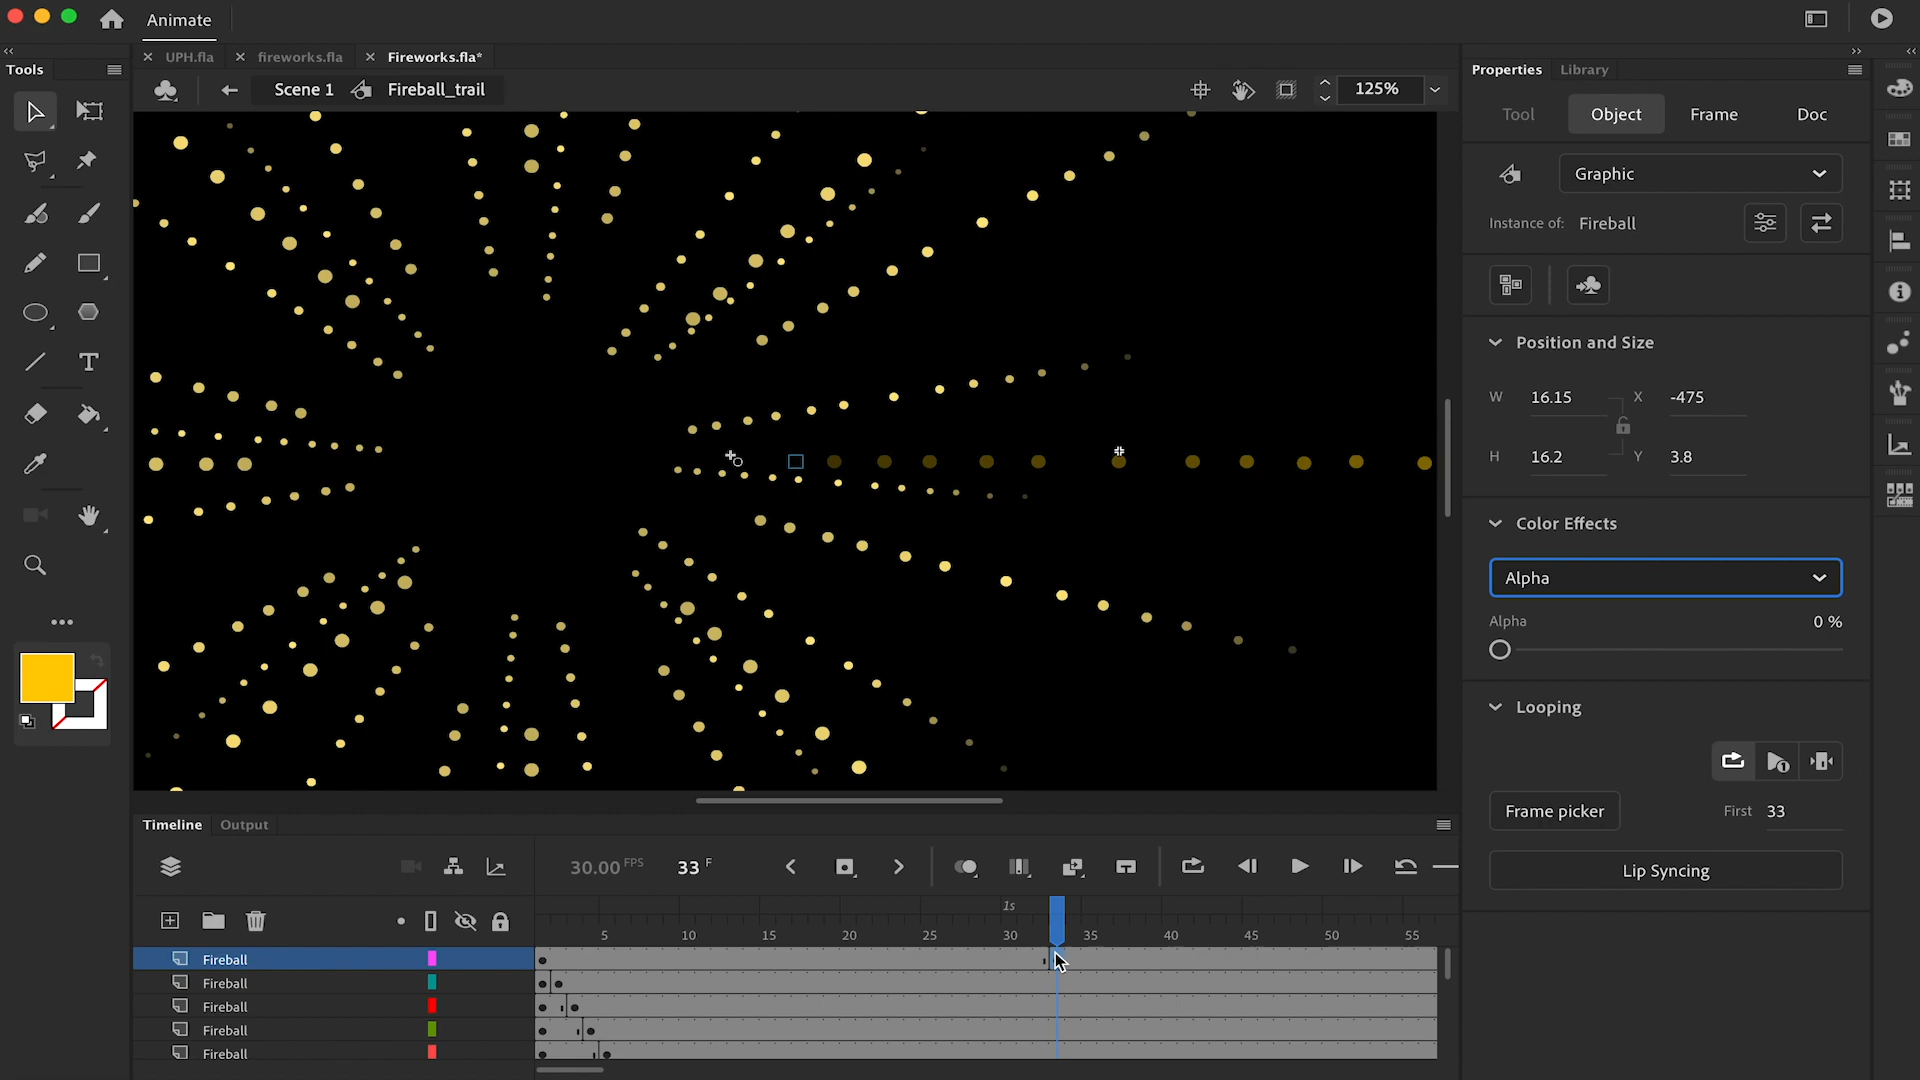 Animate
Tools
UPH.fla
fireworks.fla
Fireworks.fla*
Scene 1
Fireball_trail
125%
Properties
Library
Tool
Object
Frame
Doc
Graphic
Instance of:
Fireball
Position and Size
W 16.15 X -475
H 16.2 Y 3.8
Color Effects
Alpha
Alpha 0 %
Looping
Frame picker
First 33
Lip Syncing
Timeline
Output
30.00 FPS
33 F
1s
5 10 15 20 25 30 35 40 45 50 55
Fireball
Fireball
Fireball
Fireball
Fireball